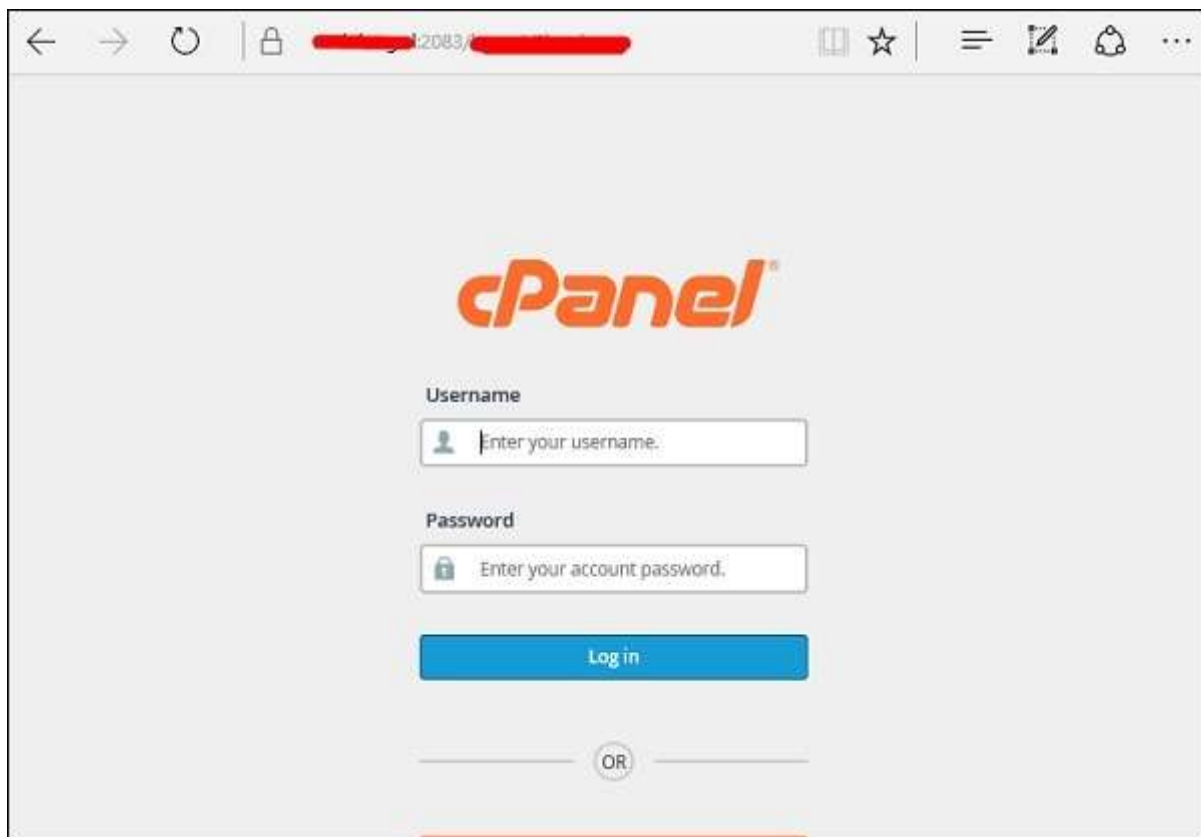 :2083/
cPanel®
Username
Enter your username.
Password
Enter your account password.
Log in
OR